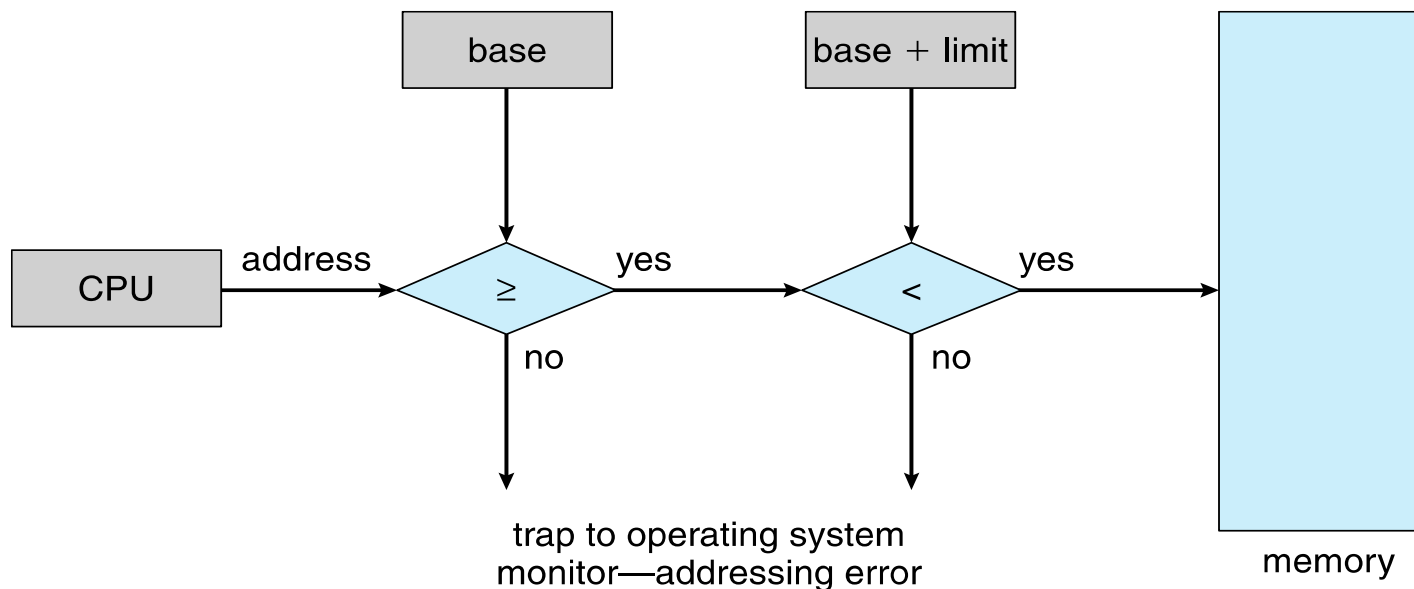 base
base + limit
CPU
address
≥
yes
<
yes
no
no
trap to operating system
monitor—addressing error
memory